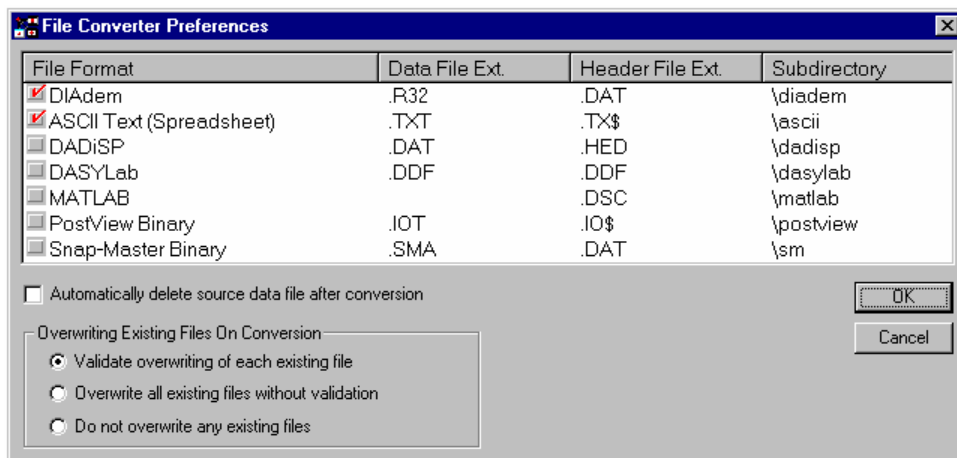 File Converter Preferences
File Format Data File Ext. Header File Ext. Subdirectory
DIAdem .R32 .DAT \diadem
ASCII Text (Spreadsheet) .TXT .TX$ \ascii
DADiSP .DAT .HED \dadisp
DASYLab .DDF .DDF \dasylab
MATLAB .DSC \matlab
PostView Binary .IOT .IO$ \postview
Snap-Master Binary .SMA .DAT \sm
Automatically delete source data file after conversion
OK
Overwriting Existing Files On Conversion
Cancel
Validate overwriting of each existing file
Overwrite all existing files without validation
Do not overwrite any existing files